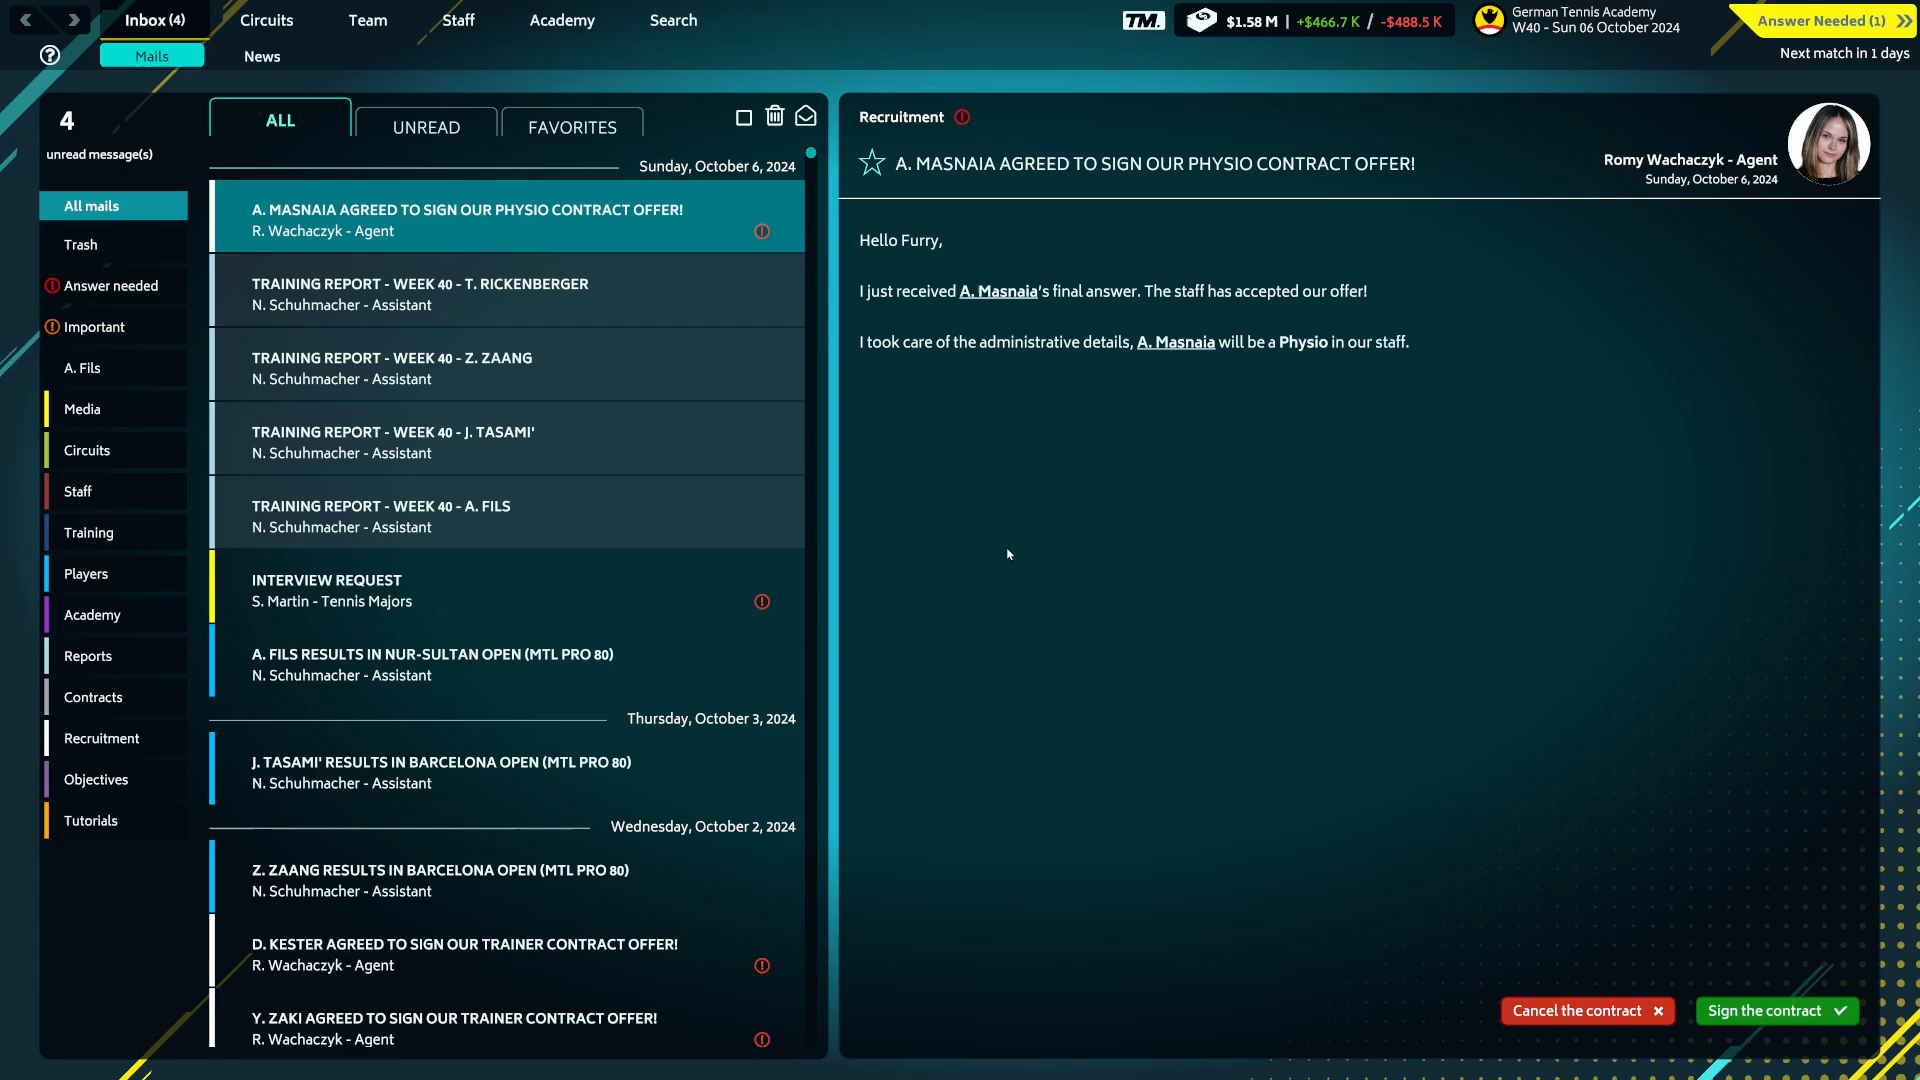 Inbox (4)
Circuits
Team
Staff
Academy
Search
TM.
$1.58 M | +$466.7 K / -$488.5 K
German Tennis Academy
W40 - Sun 06 October 2024
Answer Needed (1)
Next match in 1 days
Mails
News
4
unread message(s)
All mails
Trash
Answer needed
Important
A. Fils
Media
Circuits
Staff
Training
Players
Academy
Reports
Contracts
Recruitment
Objectives
Tutorials
ALL
UNREAD
FAVORITES
Sunday, October 6, 2024
A. MASNAIA AGREED TO SIGN OUR PHYSIO CONTRACT OFFER!
R. Wachaczyk - Agent
TRAINING REPORT - WEEK 40 - T. RICKENBERGER
N. Schuhmacher - Assistant
TRAINING REPORT - WEEK 40 - Z. ZAANG
N. Schuhmacher - Assistant
TRAINING REPORT - WEEK 40 - J. TASAMI'
N. Schuhmacher - Assistant
TRAINING REPORT - WEEK 40 - A. FILS
N. Schuhmacher - Assistant
INTERVIEW REQUEST
S. Martin - Tennis Majors
A. FILS RESULTS IN NUR-SULTAN OPEN (MTL PRO 80)
N. Schuhmacher - Assistant
Thursday, October 3, 2024
J. TASAMI' RESULTS IN BARCELONA OPEN (MTL PRO 80)
N. Schuhmacher - Assistant
Wednesday, October 2, 2024
Z. ZAANG RESULTS IN BARCELONA OPEN (MTL PRO 80)
N. Schuhmacher - Assistant
D. KESTER AGREED TO SIGN OUR TRAINER CONTRACT OFFER!
R. Wachaczyk - Agent
Y. ZAKI AGREED TO SIGN OUR TRAINER CONTRACT OFFER!
R. Wachaczyk - Agent
Recruitment
A. MASNAIA AGREED TO SIGN OUR PHYSIO CONTRACT OFFER!
Romy Wachaczyk - Agent
Sunday, October 6, 2024
Hello Furry,
I just received A. Masnaia's final answer. The staff has accepted our offer!
I took care of the administrative details, A. Masnaia will be a Physio in our staff.
Cancel the contract
Sign the contract